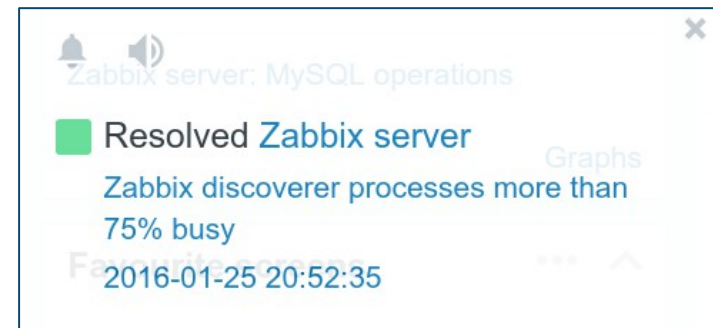 Zabbix server: MySQL operations
Resolved Zabbix server
Graphs
Zabbix discoverer processes more than
75% busy
Favourite screens
2016-01-25 20:52:35